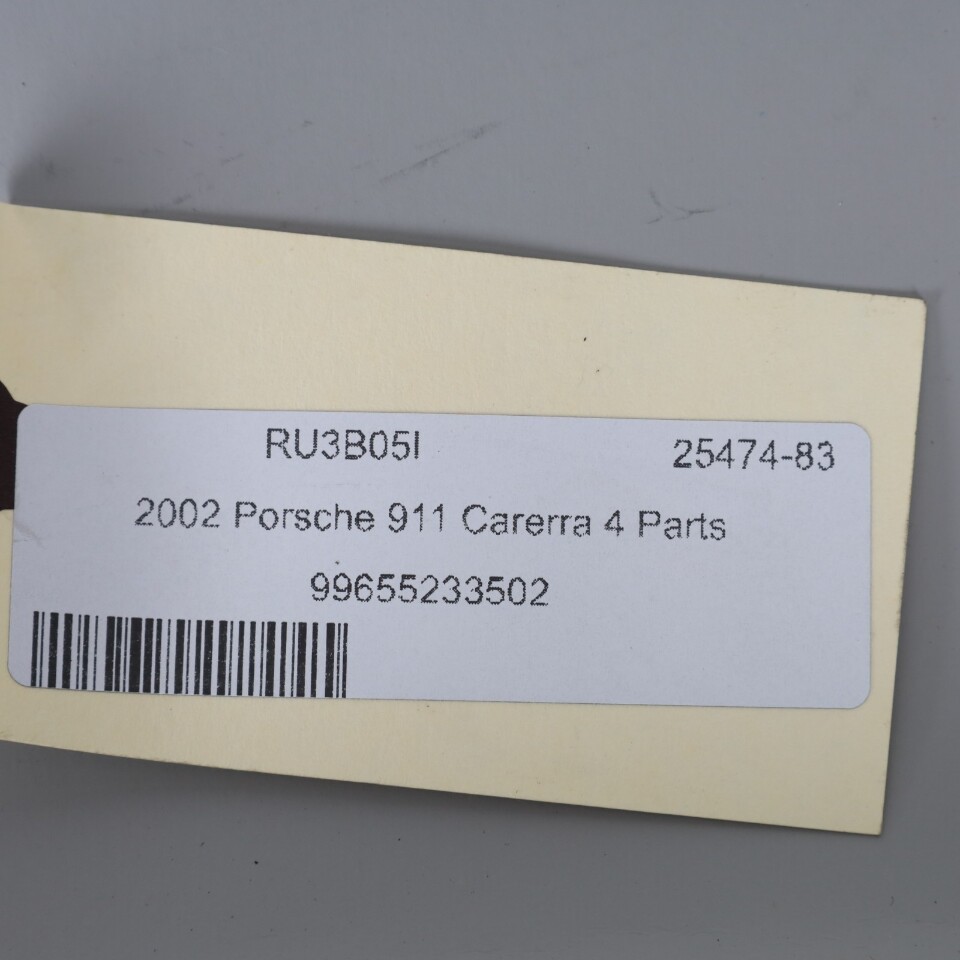 RU3B05I 25474-83
2002 Porsche 911 Carerra 4 Parts
99655233502